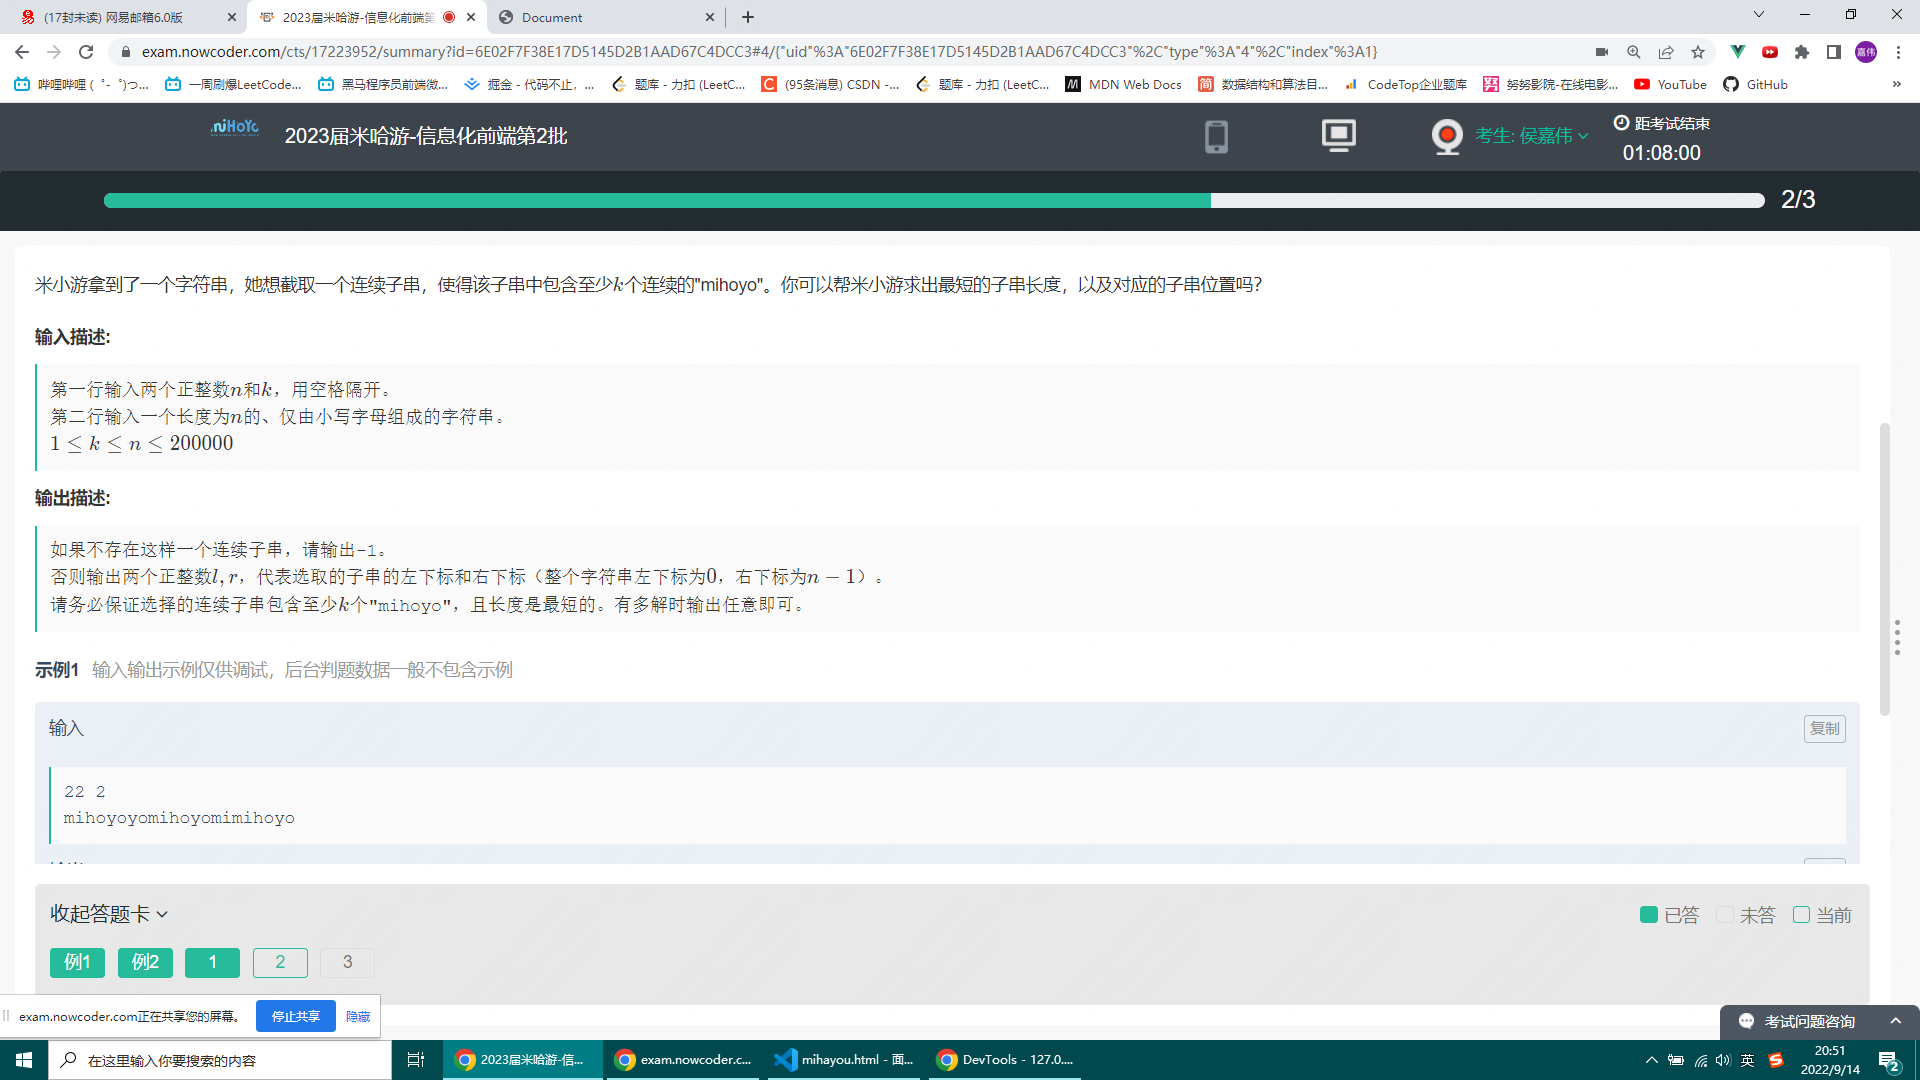 (17封未读) 网易邮箱6.0版
2023届米哈游-信息化前端第
Document
exam.nowcoder.com/cts/17223952/summary?id=6E02F7F38E17D5145D2B1AAD67C4DCC3#4/{"uid"%3A"6E02F7F38E17D5145D2B1AAD67C4DCC3"%2C"type"%3A"4"%2C"index"%3A1}
嘉伟
哔哩哔哩 ( ゜- ゜)つ...
一周刷爆LeetCode...
黑马程序员前端微...
掘金 - 代码不止，...
题库 - 力扣 (LeetC...
(95条消息) CSDN -...
题库 - 力扣 (LeetC...
MDN Web Docs
数据结构和算法目...
CodeTop企业题库
努努影院-在线电影...
YouTube
GitHub
miHoYo
2023届米哈游-信息化前端第2批
考生: 侯嘉伟
距考试结束
01:08:00
2/3
米小游拿到了一个字符串，她想截取一个连续子串，使得该子串中包含至少k个连续的"mihoyo"。你可以帮米小游求出最短的子串长度，以及对应的子串位置吗?
输入描述:
第一行输入两个正整数n和k，用空格隔开。
第二行输入一个长度为n的、仅由小写字母组成的字符串。
1 ≤ k ≤ n ≤ 200000
输出描述:
如果不存在这样一个连续子串，请输出-1。
否则输出两个正整数l,r，代表选取的子串的左下标和右下标（整个字符串左下标为0，右下标为n − 1）。
请务必保证选择的连续子串包含至少k个"mihoyo"，且长度是最短的。有多解时输出任意即可。
示例1 输入输出示例仅供调试，后台判题数据一般不包含示例
输入
复制
22 2
mihoyoyomihoyomimihoyo
收起答题卡
已答
未答
当前
例1
例2
1
2
3
exam.nowcoder.com正在共享您的屏幕。
停止共享
隐藏
考试问题咨询
在这里输入你要搜索的内容
2023届米哈游-信...
exam.nowcoder.c...
mihayou.html - 面...
DevTools - 127.0....
英
20:51
2022/9/14
2